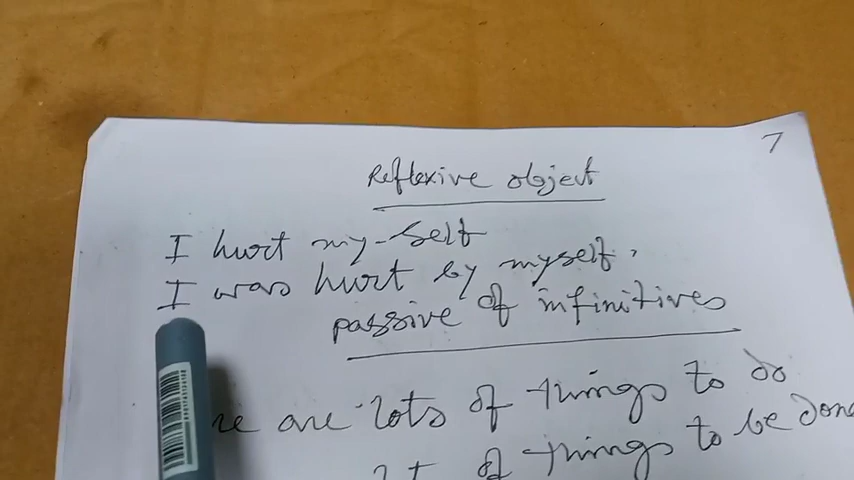 7
Reflexive object
I hurt my-self
I was hurt by myself.
passive of infinitives
are lots of things to do
of things to be done